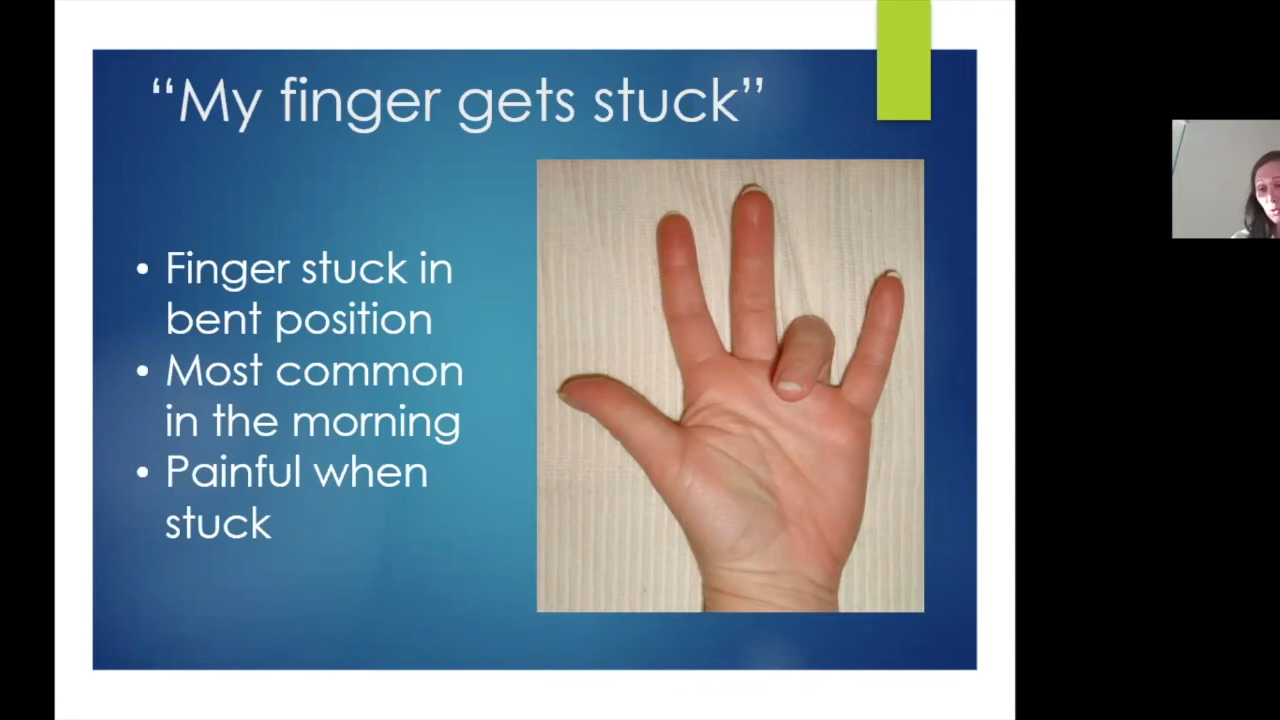 “My finger gets stuck”
• Finger stuck in
bent position
• Most common
in the morning
• Painful when
stuck